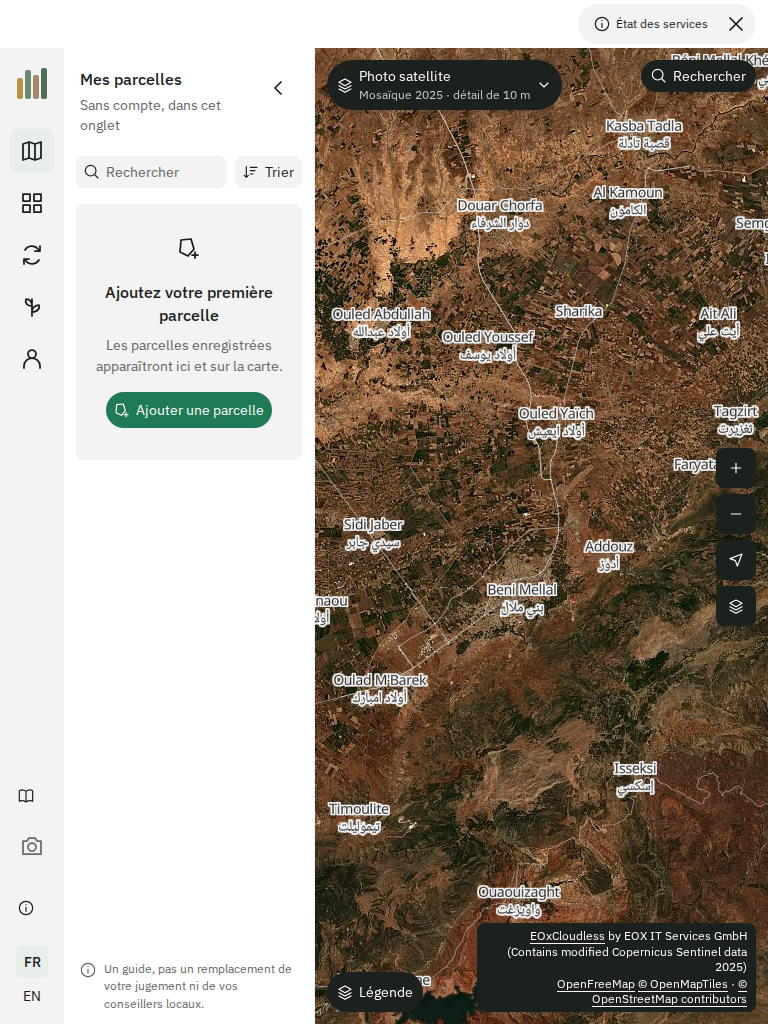 État des services
Mes parcelles
Sans compte, dans cet
onglet
Rechercher
Trier
Ajoutez votre première
parcelle
Les parcelles enregistrées
apparaîtront ici et sur la carte.
Ajouter une parcelle
Un guide, pas un remplacement de
votre jugement ni de vos
conseillers locaux.
FR
EN
Photo satellite
Mosaïque 2025 · détail de 10 m
Rechercher
Kasba Tadla
قصبة تادلة
Al Kamoun
الكامون
Douar Chorfa
دوّار الشرفاء
Ouled Abdullah
أولاد عبدالله
Sharika
Ait Ali
أيت علي
Ouled Youssef
أولاد يوسف
Ouled Yaïch
أولاد إيعيش
Tagzirt
تغزيرت
Sidi Jaber
سيدي جابر
Addouz
أدوز
Beni Mellal
بني ملال
Oulad M'Barek
أولاد امبارك
Isseksi
إسكسي
Timoulite
تيموليلت
Ouaouizaght
واويزغت
Légende
EOxCloudless by EOX IT Services GmbH
(Contains modified Copernicus Sentinel data
2025)
OpenFreeMap © OpenMapTiles · ©
OpenStreetMap contributors